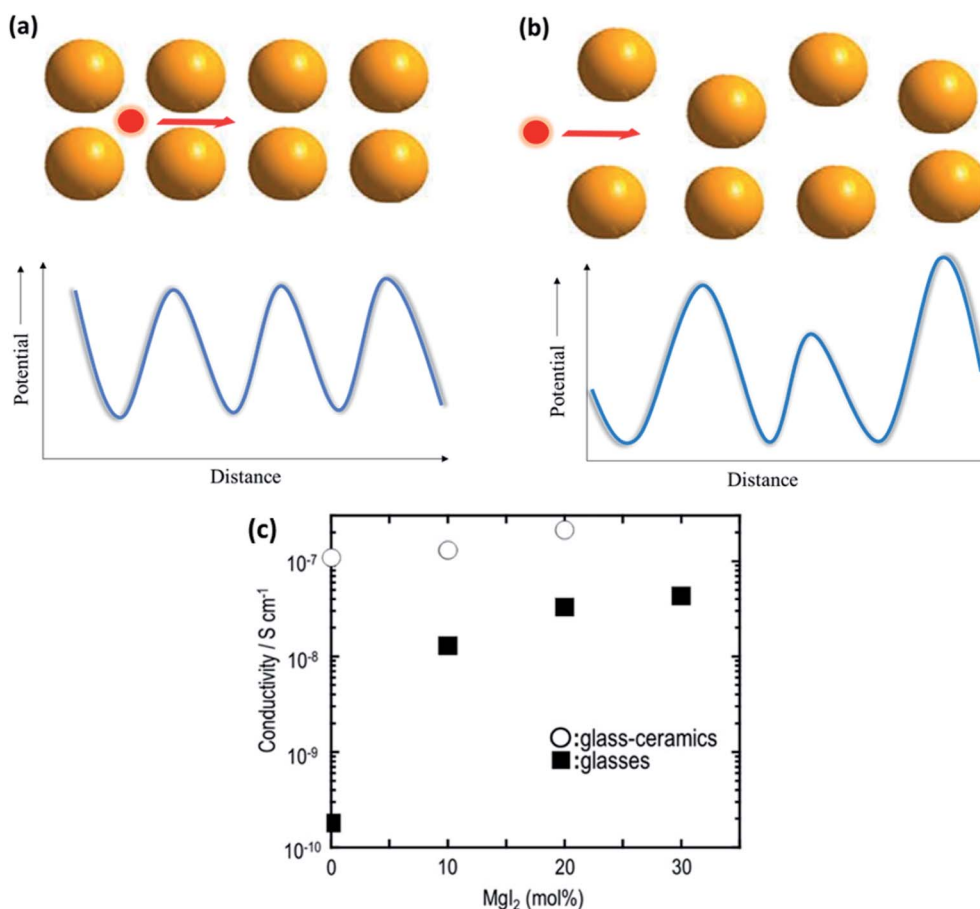 (a)
(b)
Potential
Distance
Potential
Distance
(c)
Conductivity / S cm⁻¹
10⁻⁷
10⁻⁸
10⁻⁹
10⁻¹⁰
○:glass-ceramics
■:glasses
0 10 20 30
MgI₂ (mol%)